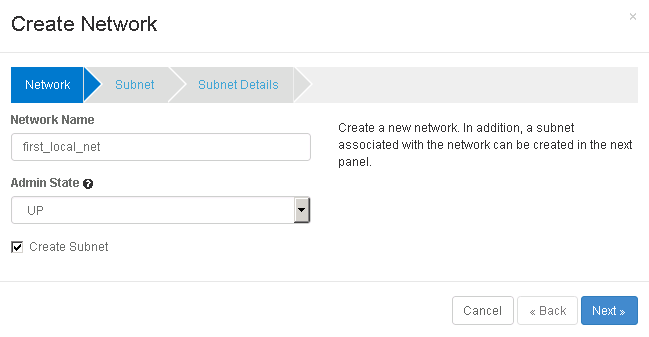 Create Network
×
Network
Subnet
Subnet Details
Network Name
first_local_net
Admin State ?
UP
Create Subnet
Create a new network. In addition, a subnet
associated with the network can be created in the next
panel.
Cancel
« Back
Next »